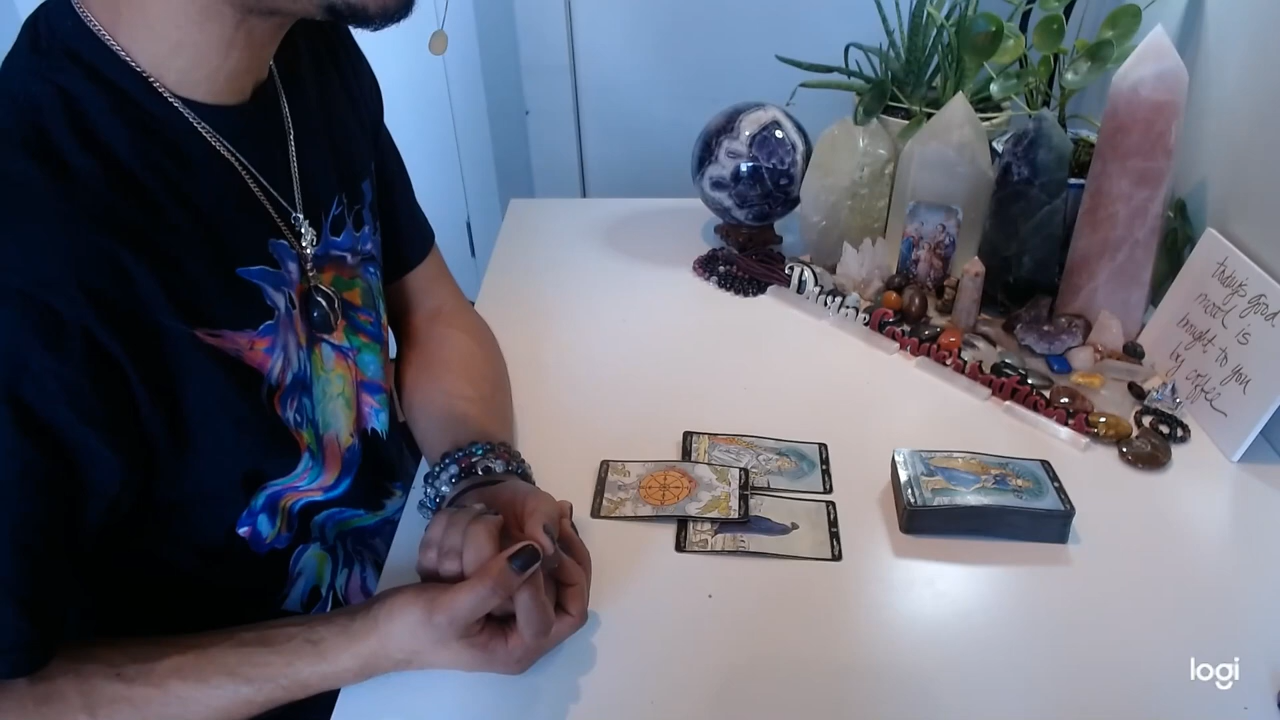 Divine Conversations
today's good
mood is
brought to you
by coffee
logi